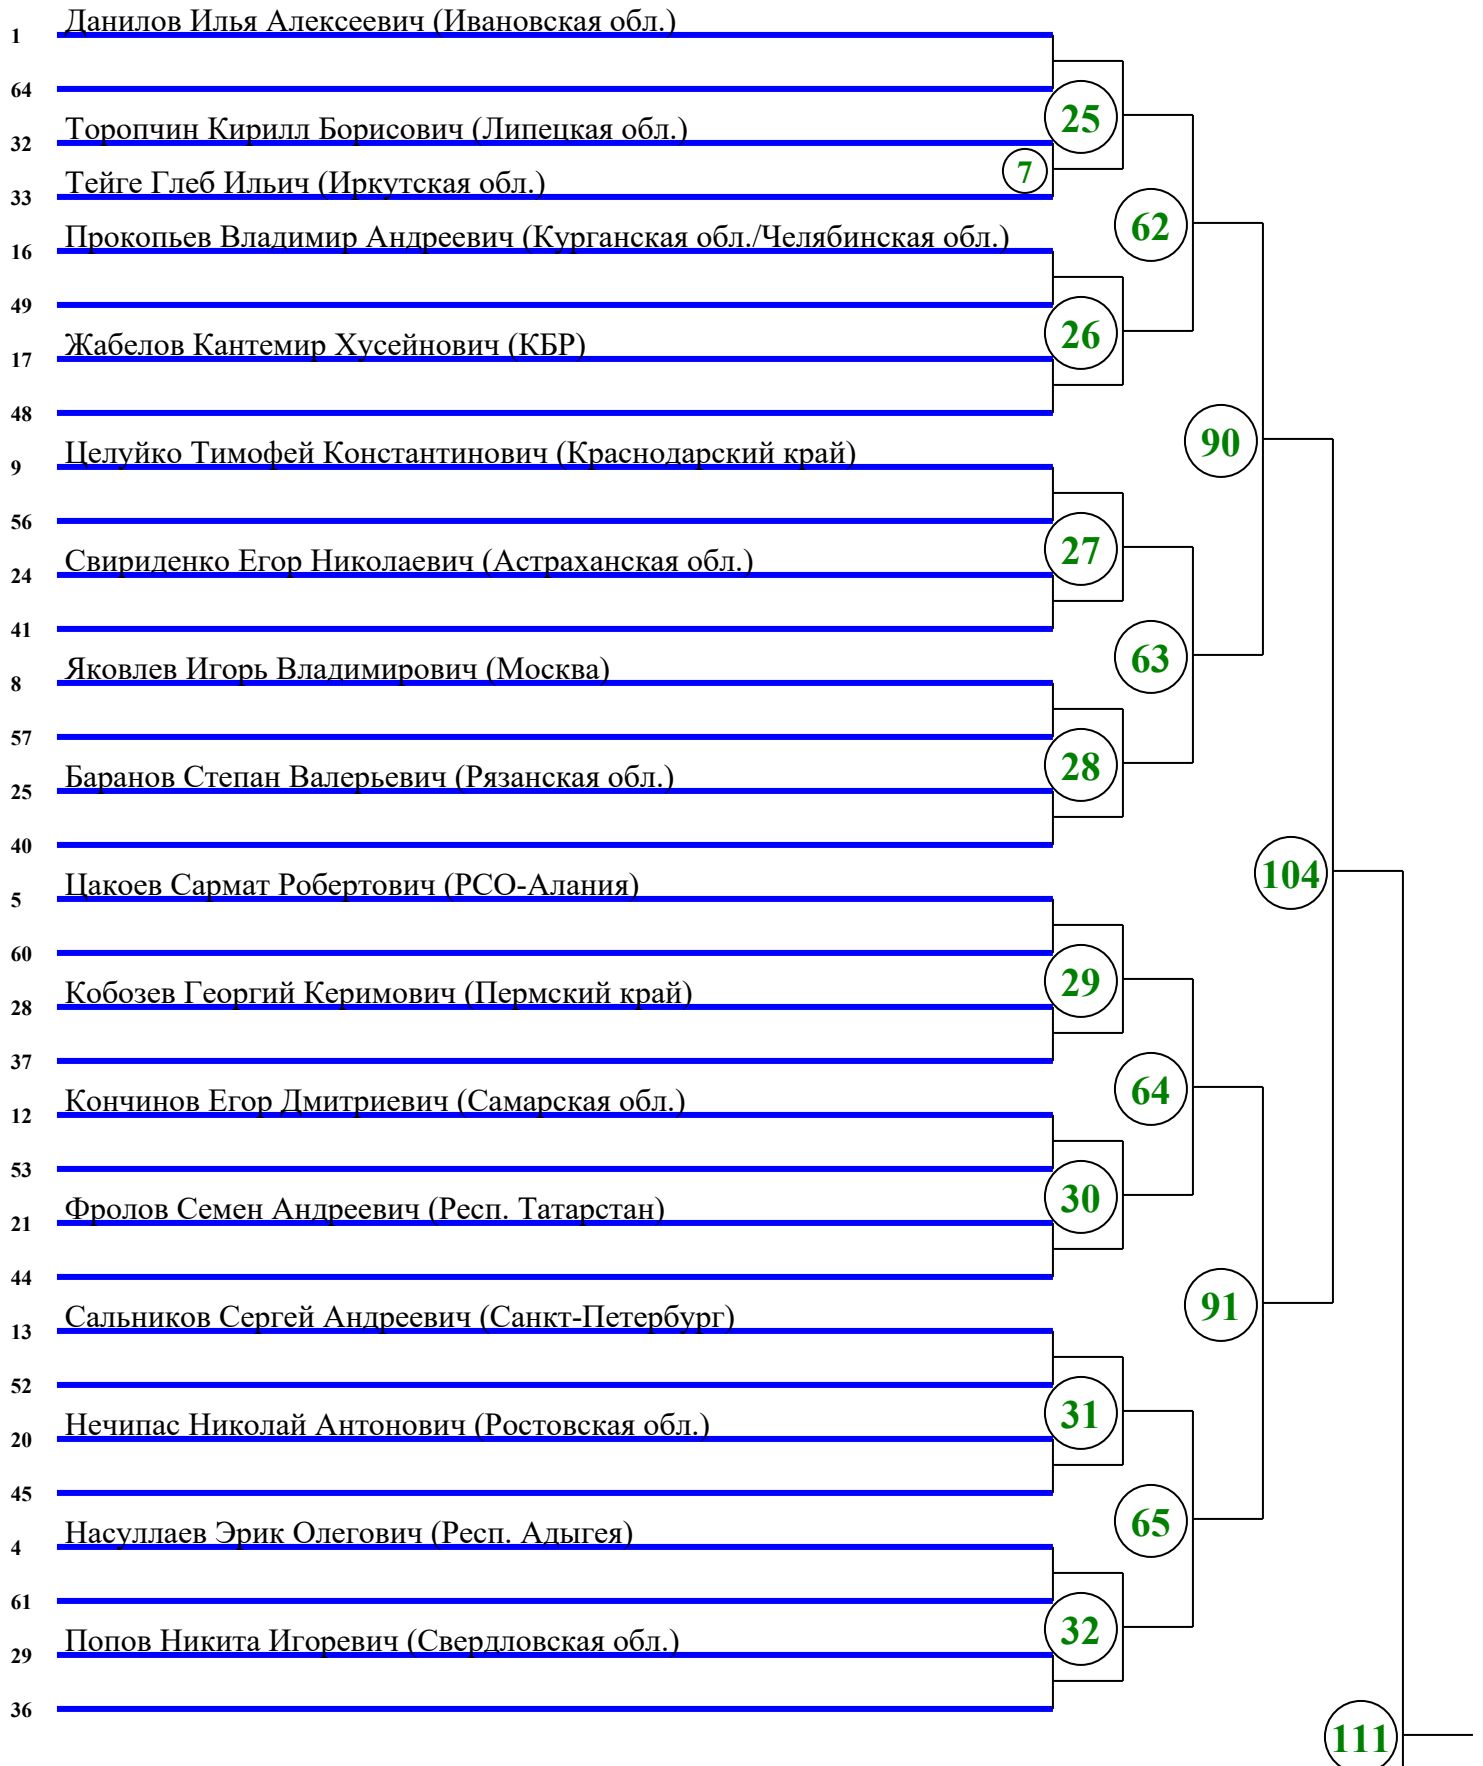 Данилов Илья Алексеевич (Ивановская обл.)
1
64
25
Торопчин Кирилл Борисович (Липецкая обл.)
32
7
Тейге Глеб Ильич (Иркутская обл.)
33
62
Прокопьев Владимир Андреевич (Курганская обл./Челябинская обл.)
16
49
26
Жабелов Кантемир Хусейнович (КБР)
17
48
90
Целуйко Тимофей Константинович (Краснодарский край)
9
56
27
Свириденко Егор Николаевич (Астраханская обл.)
24
41
63
Яковлев Игорь Владимирович (Москва)
8
57
28
Баранов Степан Валерьевич (Рязанская обл.)
25
40
104
Цакоев Сармат Робертович (РСО-Алания)
5
60
29
Кобозев Георгий Керимович (Пермский край)
28
37
64
Кончинов Егор Дмитриевич (Самарская обл.)
12
53
30
Фролов Семен Андреевич (Респ. Татарстан)
21
44
91
Сальников Сергей Андреевич (Санкт-Петербург)
13
52
31
Нечипас Николай Антонович (Ростовская обл.)
20
45
65
Насуллаев Эрик Олегович (Респ. Адыгея)
4
61
32
Попов Никита Игоревич (Свердловская обл.)
29
36
111